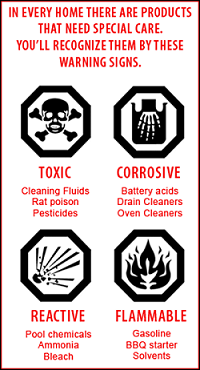 IN EVERY HOME THERE ARE PRODUCTS
THAT NEED SPECIAL CARE.
YOU'LL RECOGNIZE THEM BY THESE
WARNING SIGNS.
TOXIC
Cleaning Fluids
Rat poison
Pesticides
CORROSIVE
Battery acids
Drain Cleaners
Oven Cleaners
REACTIVE
Pool chemicals
Ammonia
Bleach
FLAMMABLE
Gasoline
BBQ starter
Solvents